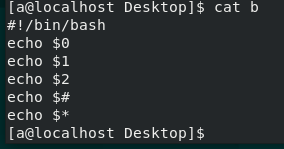 [a@localhost Desktop]$ cat b
#!/bin/bash
echo $0
echo $1
echo $2
echo $#
echo $*
[a@localhost Desktop]$